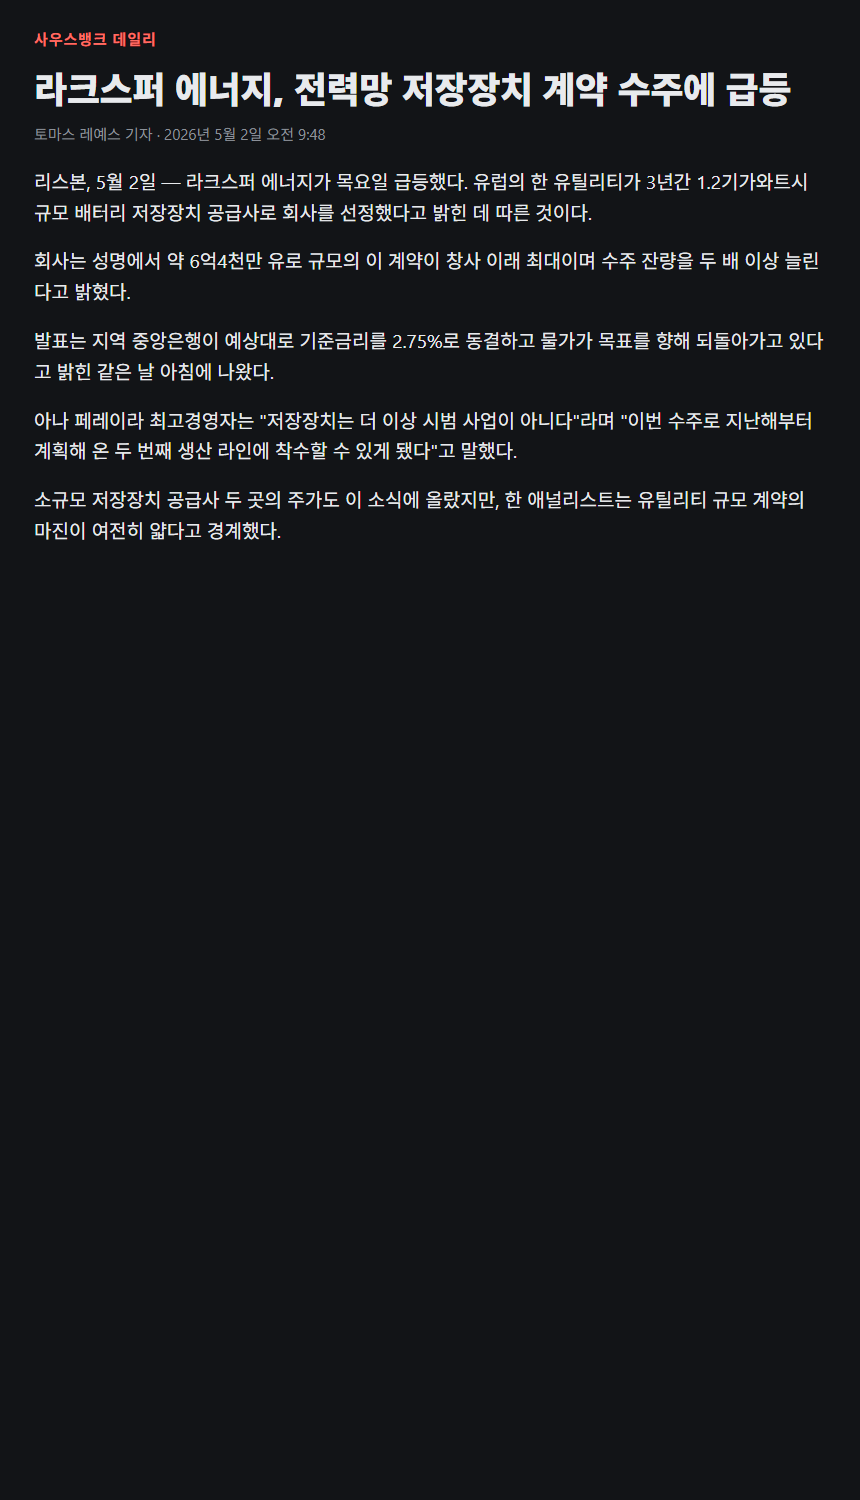 사우스뱅크 데일리
라크스퍼 에너지, 전력망 저장장치 계약 수주에 급등
토마스 레예스 기자 · 2026년 5월 2일 오전 9:48
리스본, 5월 2일 — 라크스퍼 에너지가 목요일 급등했다. 유럽의 한 유틸리티가 3년간 1.2기가와트시
규모 배터리 저장장치 공급사로 회사를 선정했다고 밝힌 데 따른 것이다.
회사는 성명에서 약 6억4천만 유로 규모의 이 계약이 창사 이래 최대이며 수주 잔량을 두 배 이상 늘린
다고 밝혔다.
발표는 지역 중앙은행이 예상대로 기준금리를 2.75%로 동결하고 물가가 목표를 향해 되돌아가고 있다
고 밝힌 같은 날 아침에 나왔다.
아나 페레이라 최고경영자는 "저장장치는 더 이상 시범 사업이 아니다"라며 "이번 수주로 지난해부터
계획해 온 두 번째 생산 라인에 착수할 수 있게 됐다"고 말했다.
소규모 저장장치 공급사 두 곳의 주가도 이 소식에 올랐지만, 한 애널리스트는 유틸리티 규모 계약의
마진이 여전히 얇다고 경계했다.